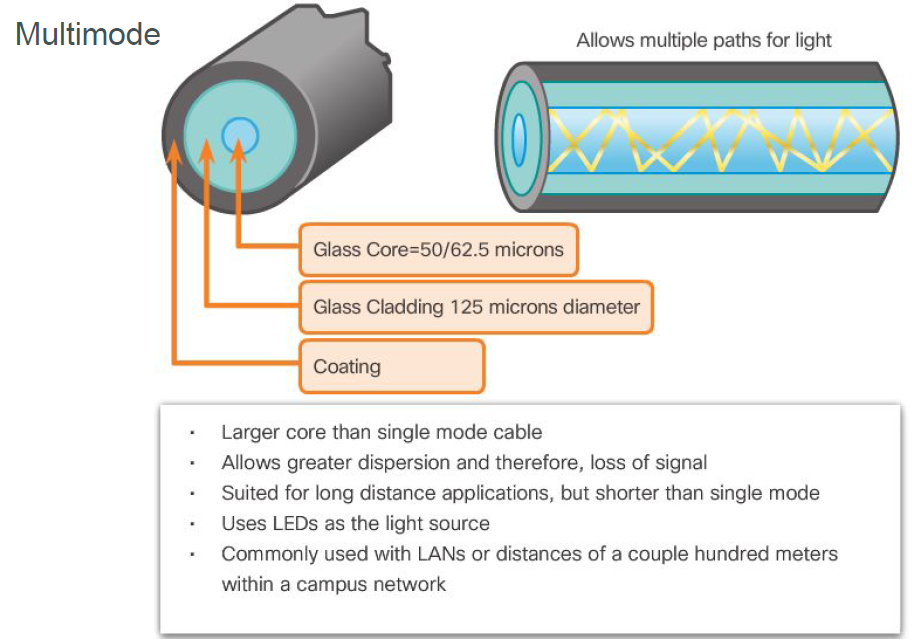 Multimode
Allows multiple paths for light
Glass Core=50/62.5 microns
Glass Cladding 125 microns diameter
Coating
· Larger core than single mode cable
· Allows greater dispersion and therefore, loss of signal
· Suited for long distance applications, but shorter than single mode
· Uses LEDs as the light source
· Commonly used with LANs or distances of a couple hundred meters
within a campus network